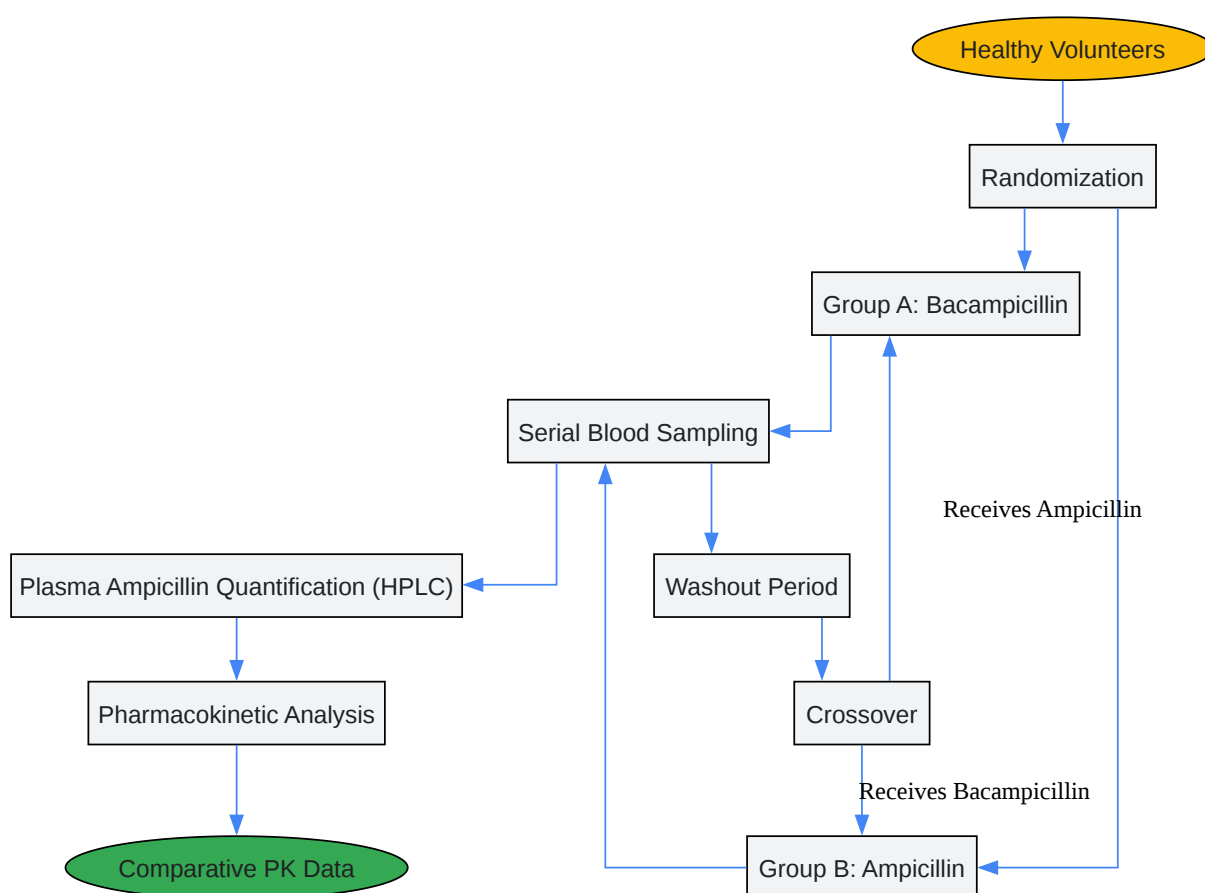 Healthy Volunteers
Randomization
Group A: Bacampicillin
Serial Blood Sampling
Receives Ampicillin
Plasma Ampicillin Quantification (HPLC)
Washout Period
Pharmacokinetic Analysis
Crossover
Receives Bacampicillin
Comparative PK Data
Group B: Ampicillin